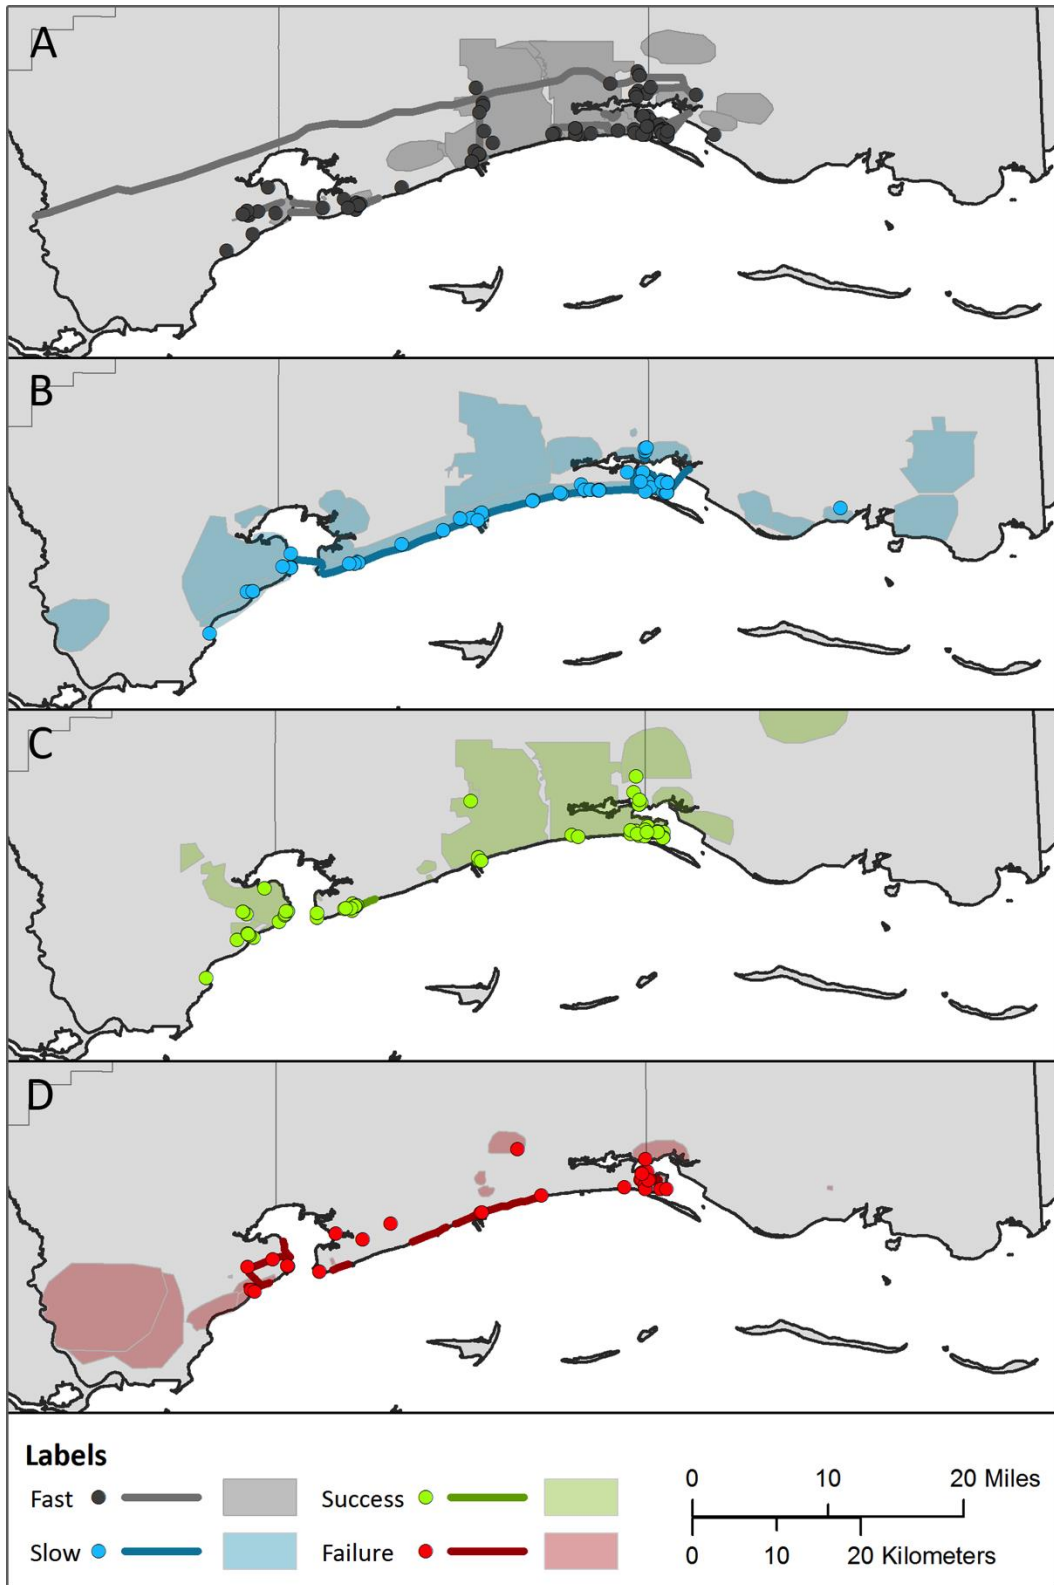 A
B
C
D
Labels
Fast
Success
Slow
Failure
0 10 20 Miles
0 10 20 Kilometers